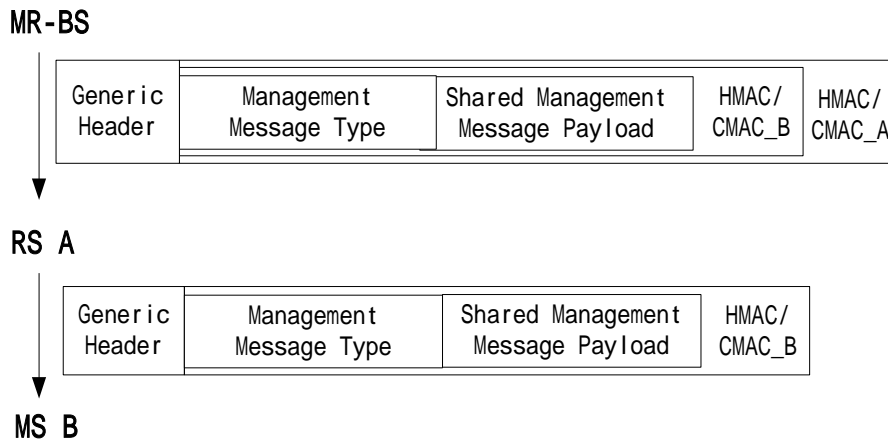 MR-BS
Generic Header
Management Message Type
Shared Management Message Payload
HMAC/ CMAC_B
HMAC/ CMAC_A
RS A
Generic Header
Management Message Type
Shared Management Message Payload
HMAC/ CMAC_B
MS B